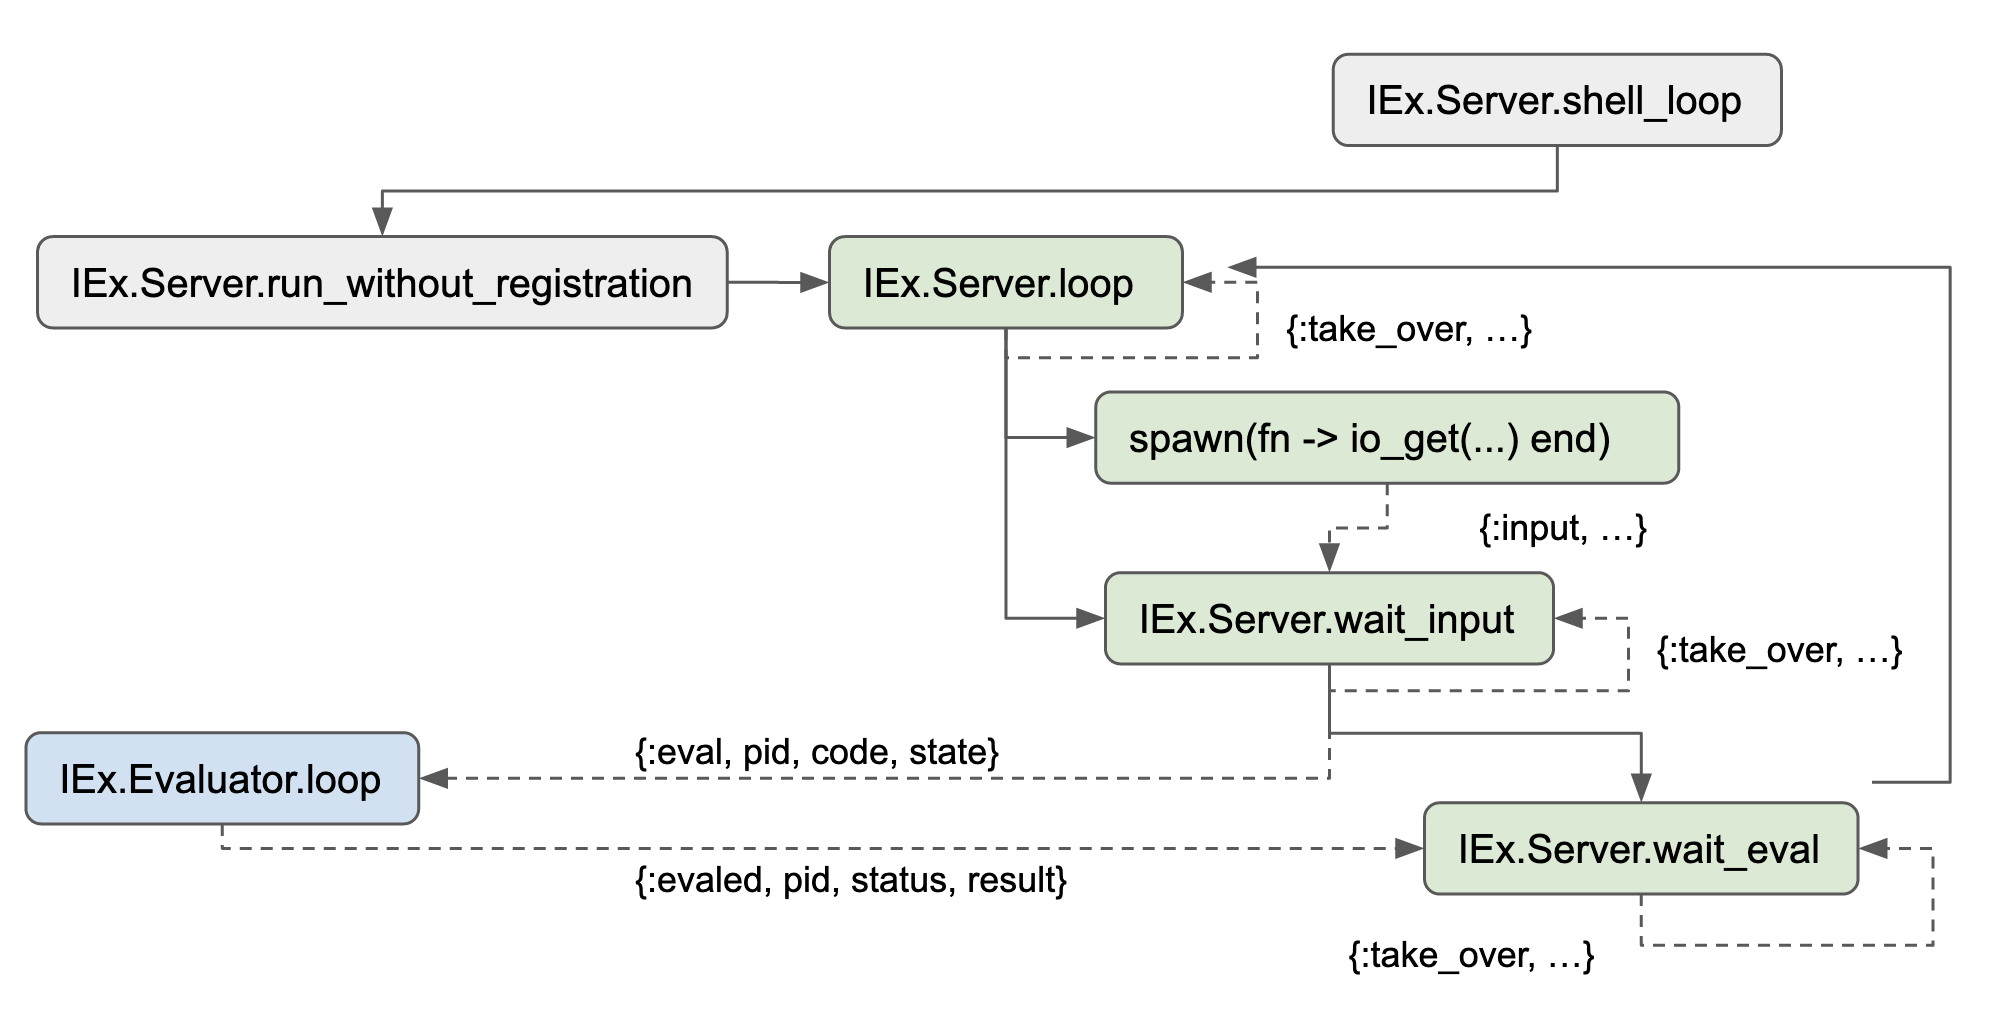 IEx.Server.shell_loop
IEx.Server.run_without_registration
IEx.Server.loop
{:take_over, …}
spawn(fn -> io_get(...) end)
{:input, …}
IEx.Server.wait_input
{:take_over, …}
{:eval, pid, code, state}
IEx.Evaluator.loop
IEx.Server.wait_eval
{:evaled, pid, status, result}
{:take_over, …}